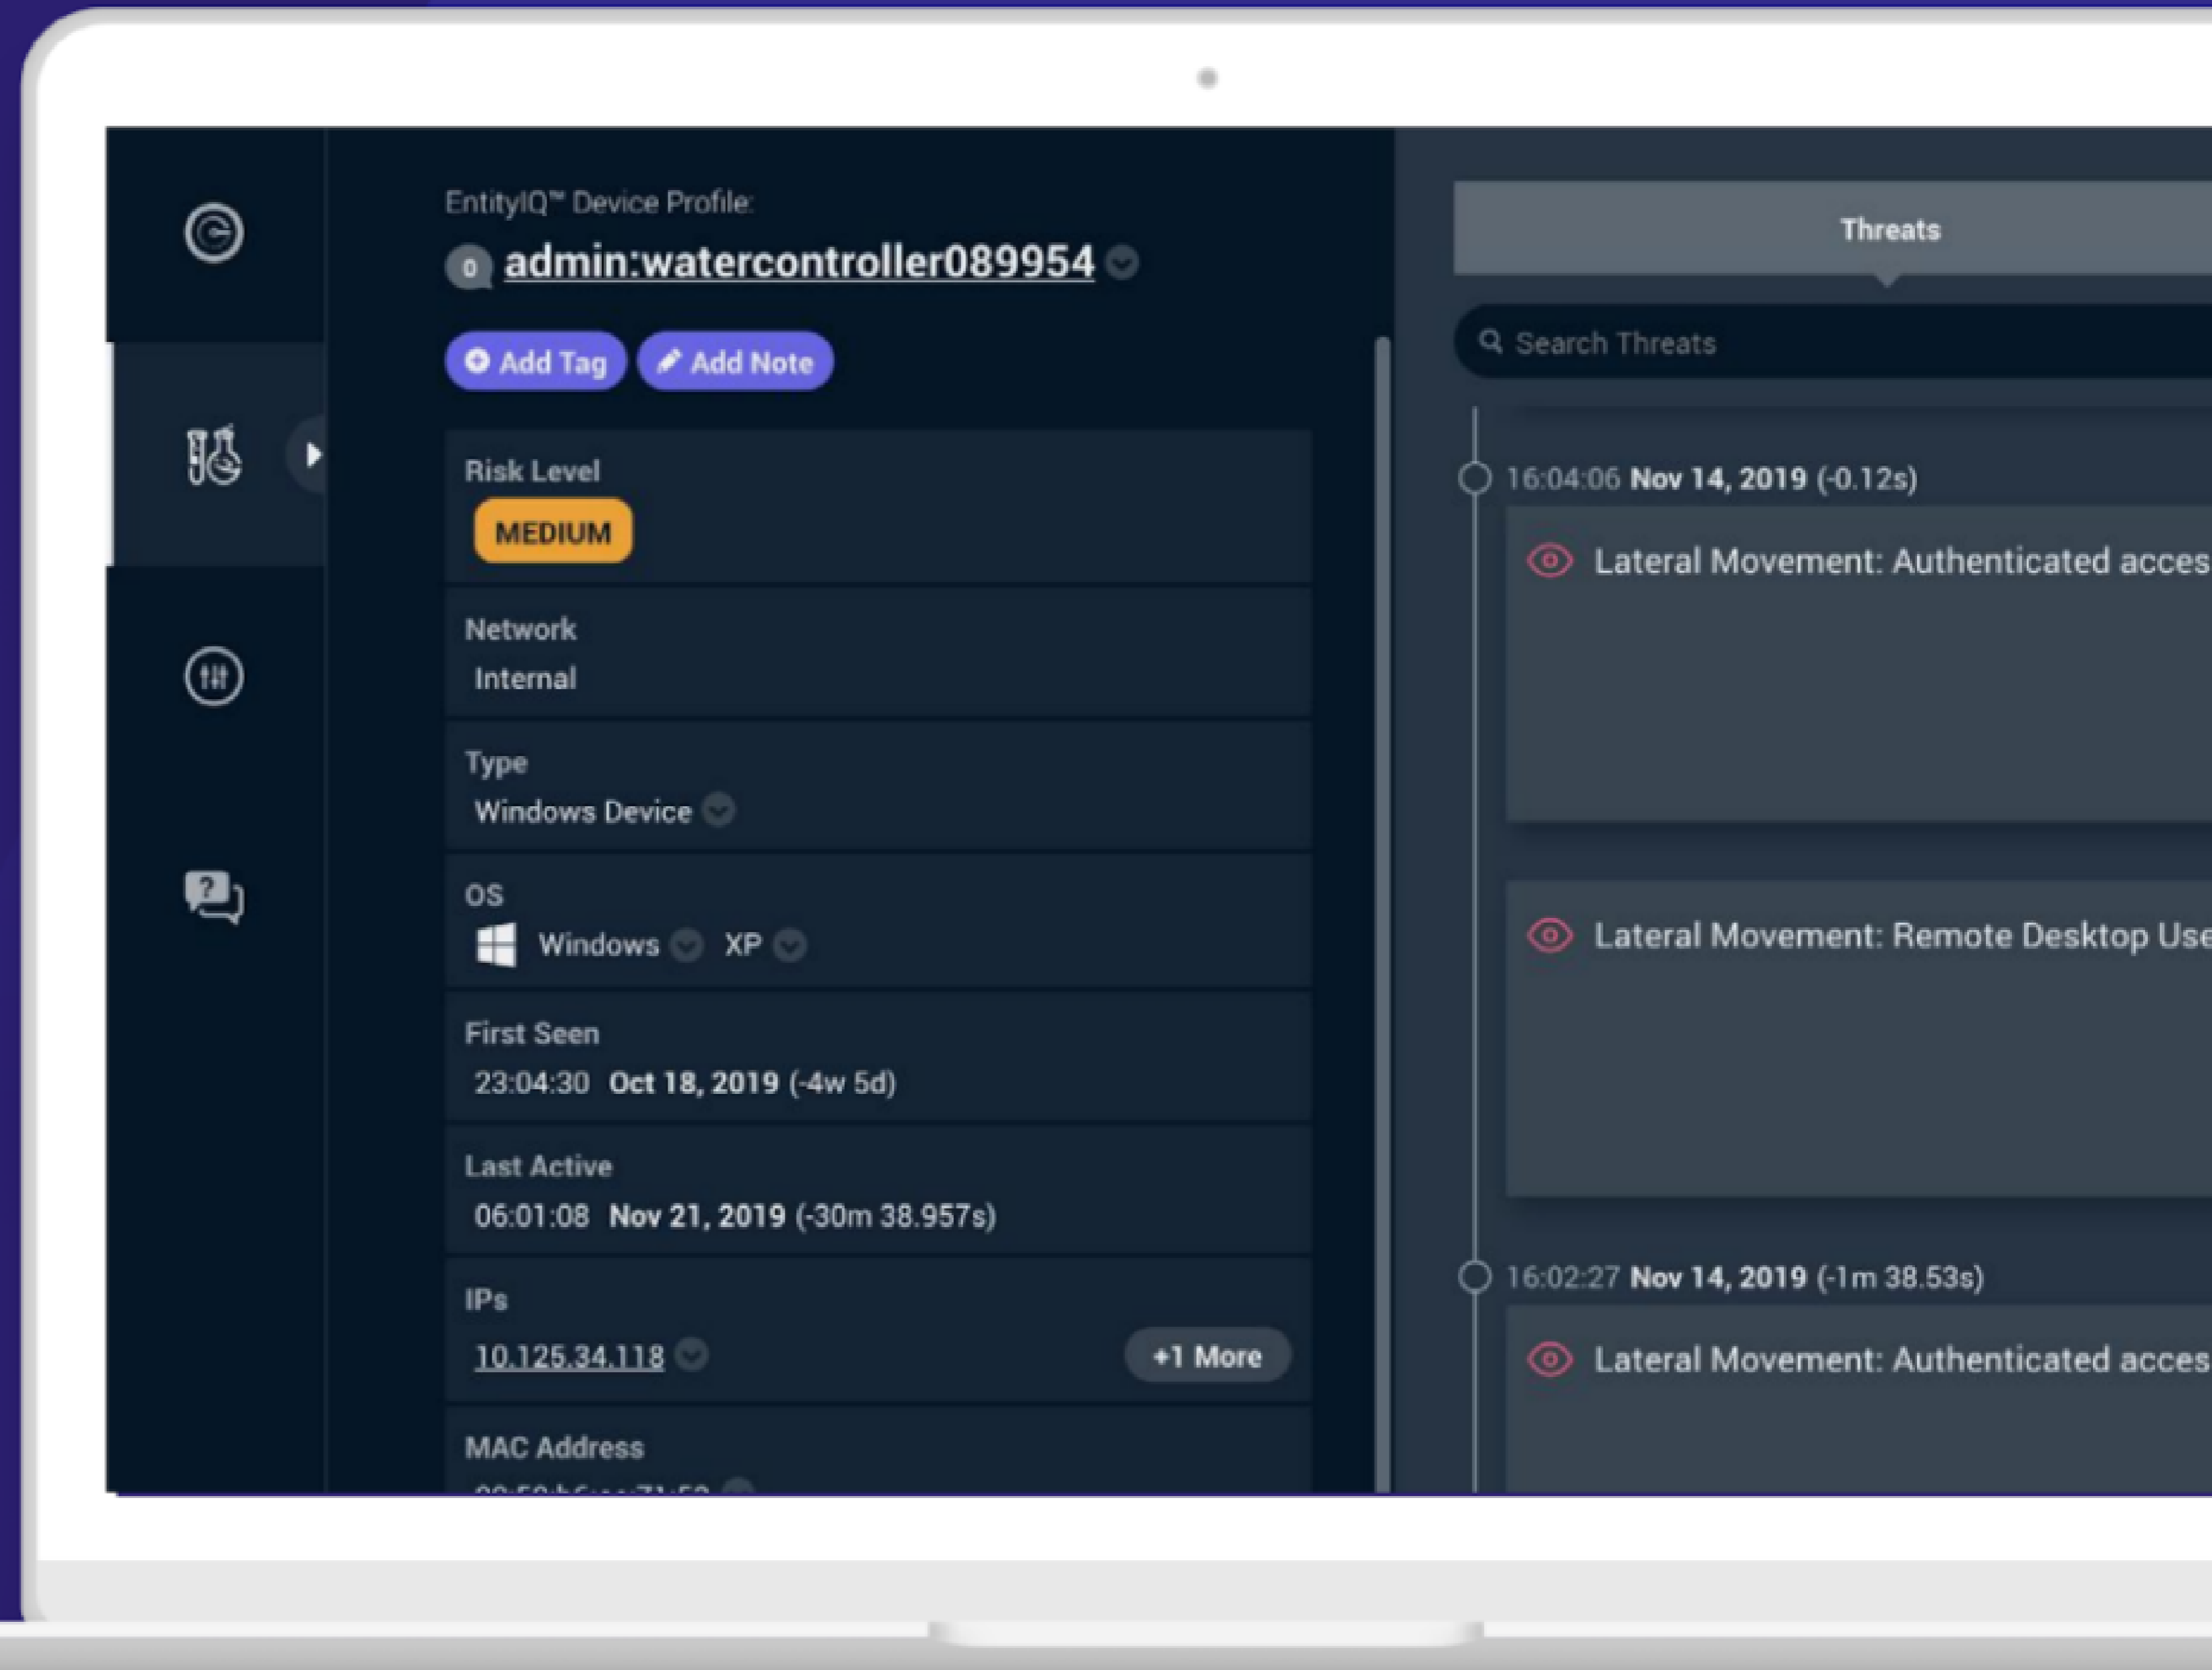 EntityIQ™ Device Profile:
0 admin:watercontroller089954
Add Tag Add Note
Risk Level
MEDIUM
Network
Internal
Type
Windows Device
OS
Windows XP
First Seen
23:04:30 Oct 18, 2019 (-4w 5d)
Last Active
06:01:08 Nov 21, 2019 (-30m 38.957s)
IPs
10.125.34.118 +1 More
MAC Address
Threats
Search Threats
16:04:06 Nov 14, 2019 (-0.12s)
Lateral Movement: Authenticated acces
Lateral Movement: Remote Desktop Use
16:02:27 Nov 14, 2019 (-1m 38.53s)
Lateral Movement: Authenticated acces